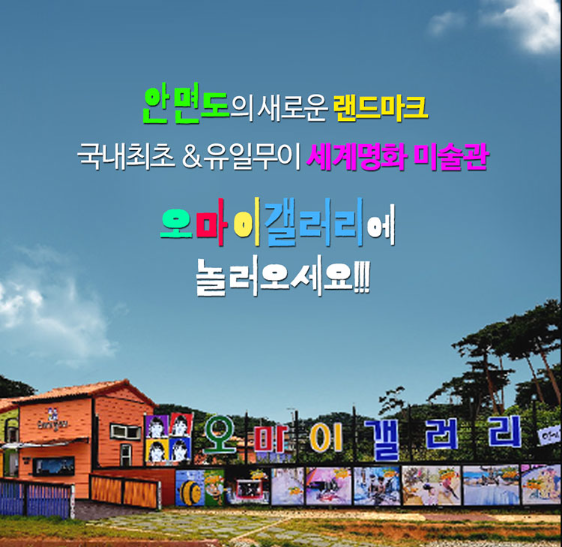 안면도의 새로운 랜드마크
국내최초 & 유일무이 세계명화 미술관
오마이갤러리에
놀러오세요!!!
오마이갤러리